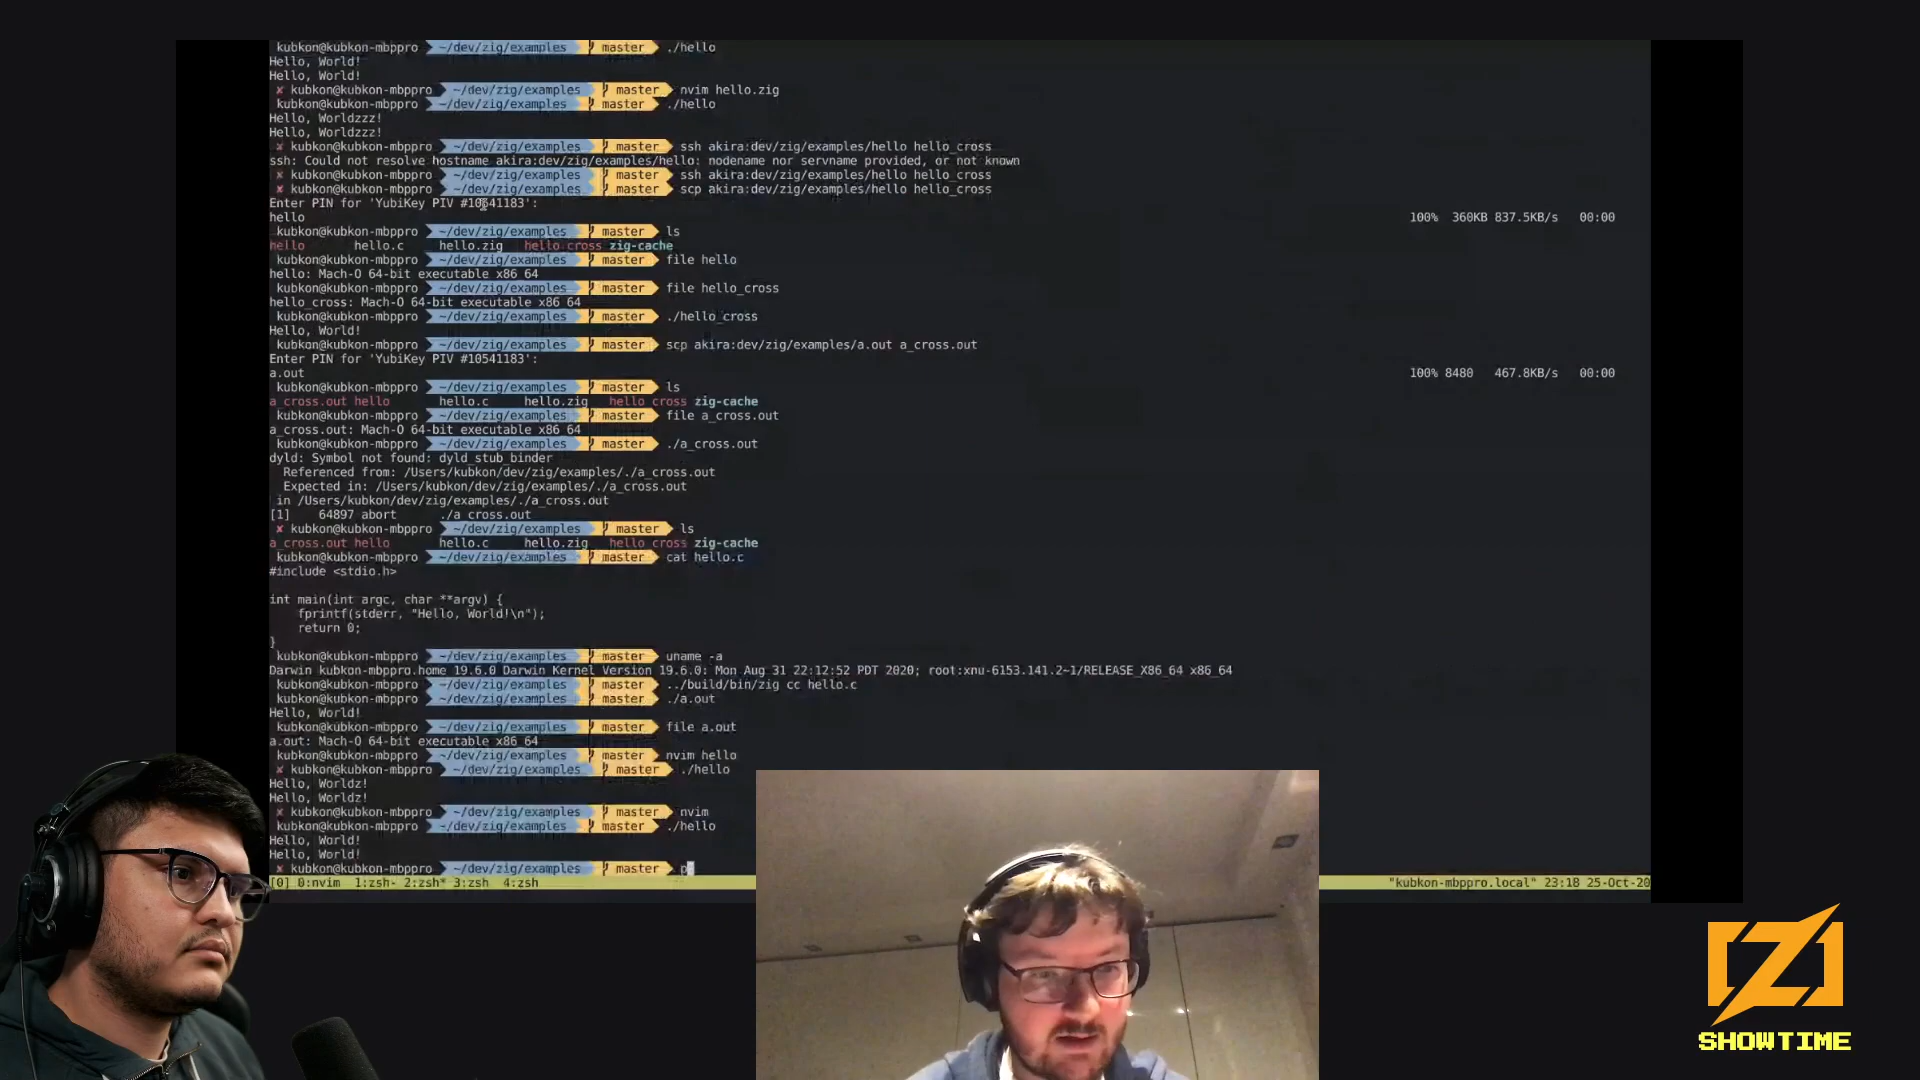 kubkon@kubkon-mbppro ~/dev/zig/examples master ./hello
Hello, World!
Hello, World!
✘ kubkon@kubkon-mbppro ~/dev/zig/examples master nvim hello.zig
kubkon@kubkon-mbppro ~/dev/zig/examples master ./hello
Hello, Worldzzz!
Hello, Worldzzz!
✘ kubkon@kubkon-mbppro ~/dev/zig/examples master ssh akira:dev/zig/examples/hello hello_cross
ssh: Could not resolve hostname akira:dev/zig/examples/hello: nodename nor servname provided, or not known
✘ kubkon@kubkon-mbppro ~/dev/zig/examples master ssh akira:dev/zig/examples/hello hello_cross
✘ kubkon@kubkon-mbppro ~/dev/zig/examples master scp akira:dev/zig/examples/hello hello_cross
Enter PIN for 'YubiKey PIV #10541183':
hello 100% 360KB 837.5KB/s 00:00
kubkon@kubkon-mbppro ~/dev/zig/examples master ls
hello hello.c hello.zig hello_cross zig-cache
kubkon@kubkon-mbppro ~/dev/zig/examples master file hello
hello: Mach-O 64-bit executable x86_64
kubkon@kubkon-mbppro ~/dev/zig/examples master file hello_cross
hello_cross: Mach-O 64-bit executable x86_64
kubkon@kubkon-mbppro ~/dev/zig/examples master ./hello_cross
Hello, World!
kubkon@kubkon-mbppro ~/dev/zig/examples master scp akira:dev/zig/examples/a.out a_cross.out
Enter PIN for 'YubiKey PIV #10541183':
a.out 100% 8480 467.8KB/s 00:00
kubkon@kubkon-mbppro ~/dev/zig/examples master ls
a_cross.out hello hello.c hello.zig hello_cross zig-cache
kubkon@kubkon-mbppro ~/dev/zig/examples master file a_cross.out
a_cross.out: Mach-O 64-bit executable x86_64
kubkon@kubkon-mbppro ~/dev/zig/examples master ./a_cross.out
dyld: Symbol not found: dyld_stub_binder
Referenced from: /Users/kubkon/dev/zig/examples/./a_cross.out
Expected in: /Users/kubkon/dev/zig/examples/./a_cross.out
in /Users/kubkon/dev/zig/examples/./a_cross.out
[1] 64897 abort ./a_cross.out
✘ kubkon@kubkon-mbppro ~/dev/zig/examples master ls
a_cross.out hello hello.c hello.zig hello_cross zig-cache
kubkon@kubkon-mbppro ~/dev/zig/examples master cat hello.c
#include <stdio.h>
int main(int argc, char **argv) {
fprintf(stderr, "Hello, World!\n");
return 0;
}
kubkon@kubkon-mbppro ~/dev/zig/examples master uname -a
Darwin kubkon-mbppro.home 19.6.0 Darwin Kernel Version 19.6.0: Mon Aug 31 22:12:52 PDT 2020; root:xnu-6153.141.2~1/RELEASE_X86_64 x86_64
kubkon@kubkon-mbppro ~/dev/zig/examples master ../build/bin/zig cc hello.c
kubkon@kubkon-mbppro ~/dev/zig/examples master ./a.out
Hello, World!
kubkon@kubkon-mbppro ~/dev/zig/examples master file a.out
a.out: Mach-O 64-bit executable x86_64
kubkon@kubkon-mbppro ~/dev/zig/examples master nvim hello
✘ kubkon@kubkon-mbppro ~/dev/zig/examples master ./hello
Hello, Worldz!
Hello, Worldz!
✘ kubkon@kubkon-mbppro ~/dev/zig/examples master nvim
kubkon@kubkon-mbppro ~/dev/zig/examples master ./hello
Hello, World!
Hello, World!
✘ kubkon@kubkon-mbppro ~/dev/zig/examples master p
[0] 0:nvim 1:zsh- 2:zsh* 3:zsh 4:zsh "kubkon-mbppro.local" 23:18 25-Oct-20
Z
SHOWTIME